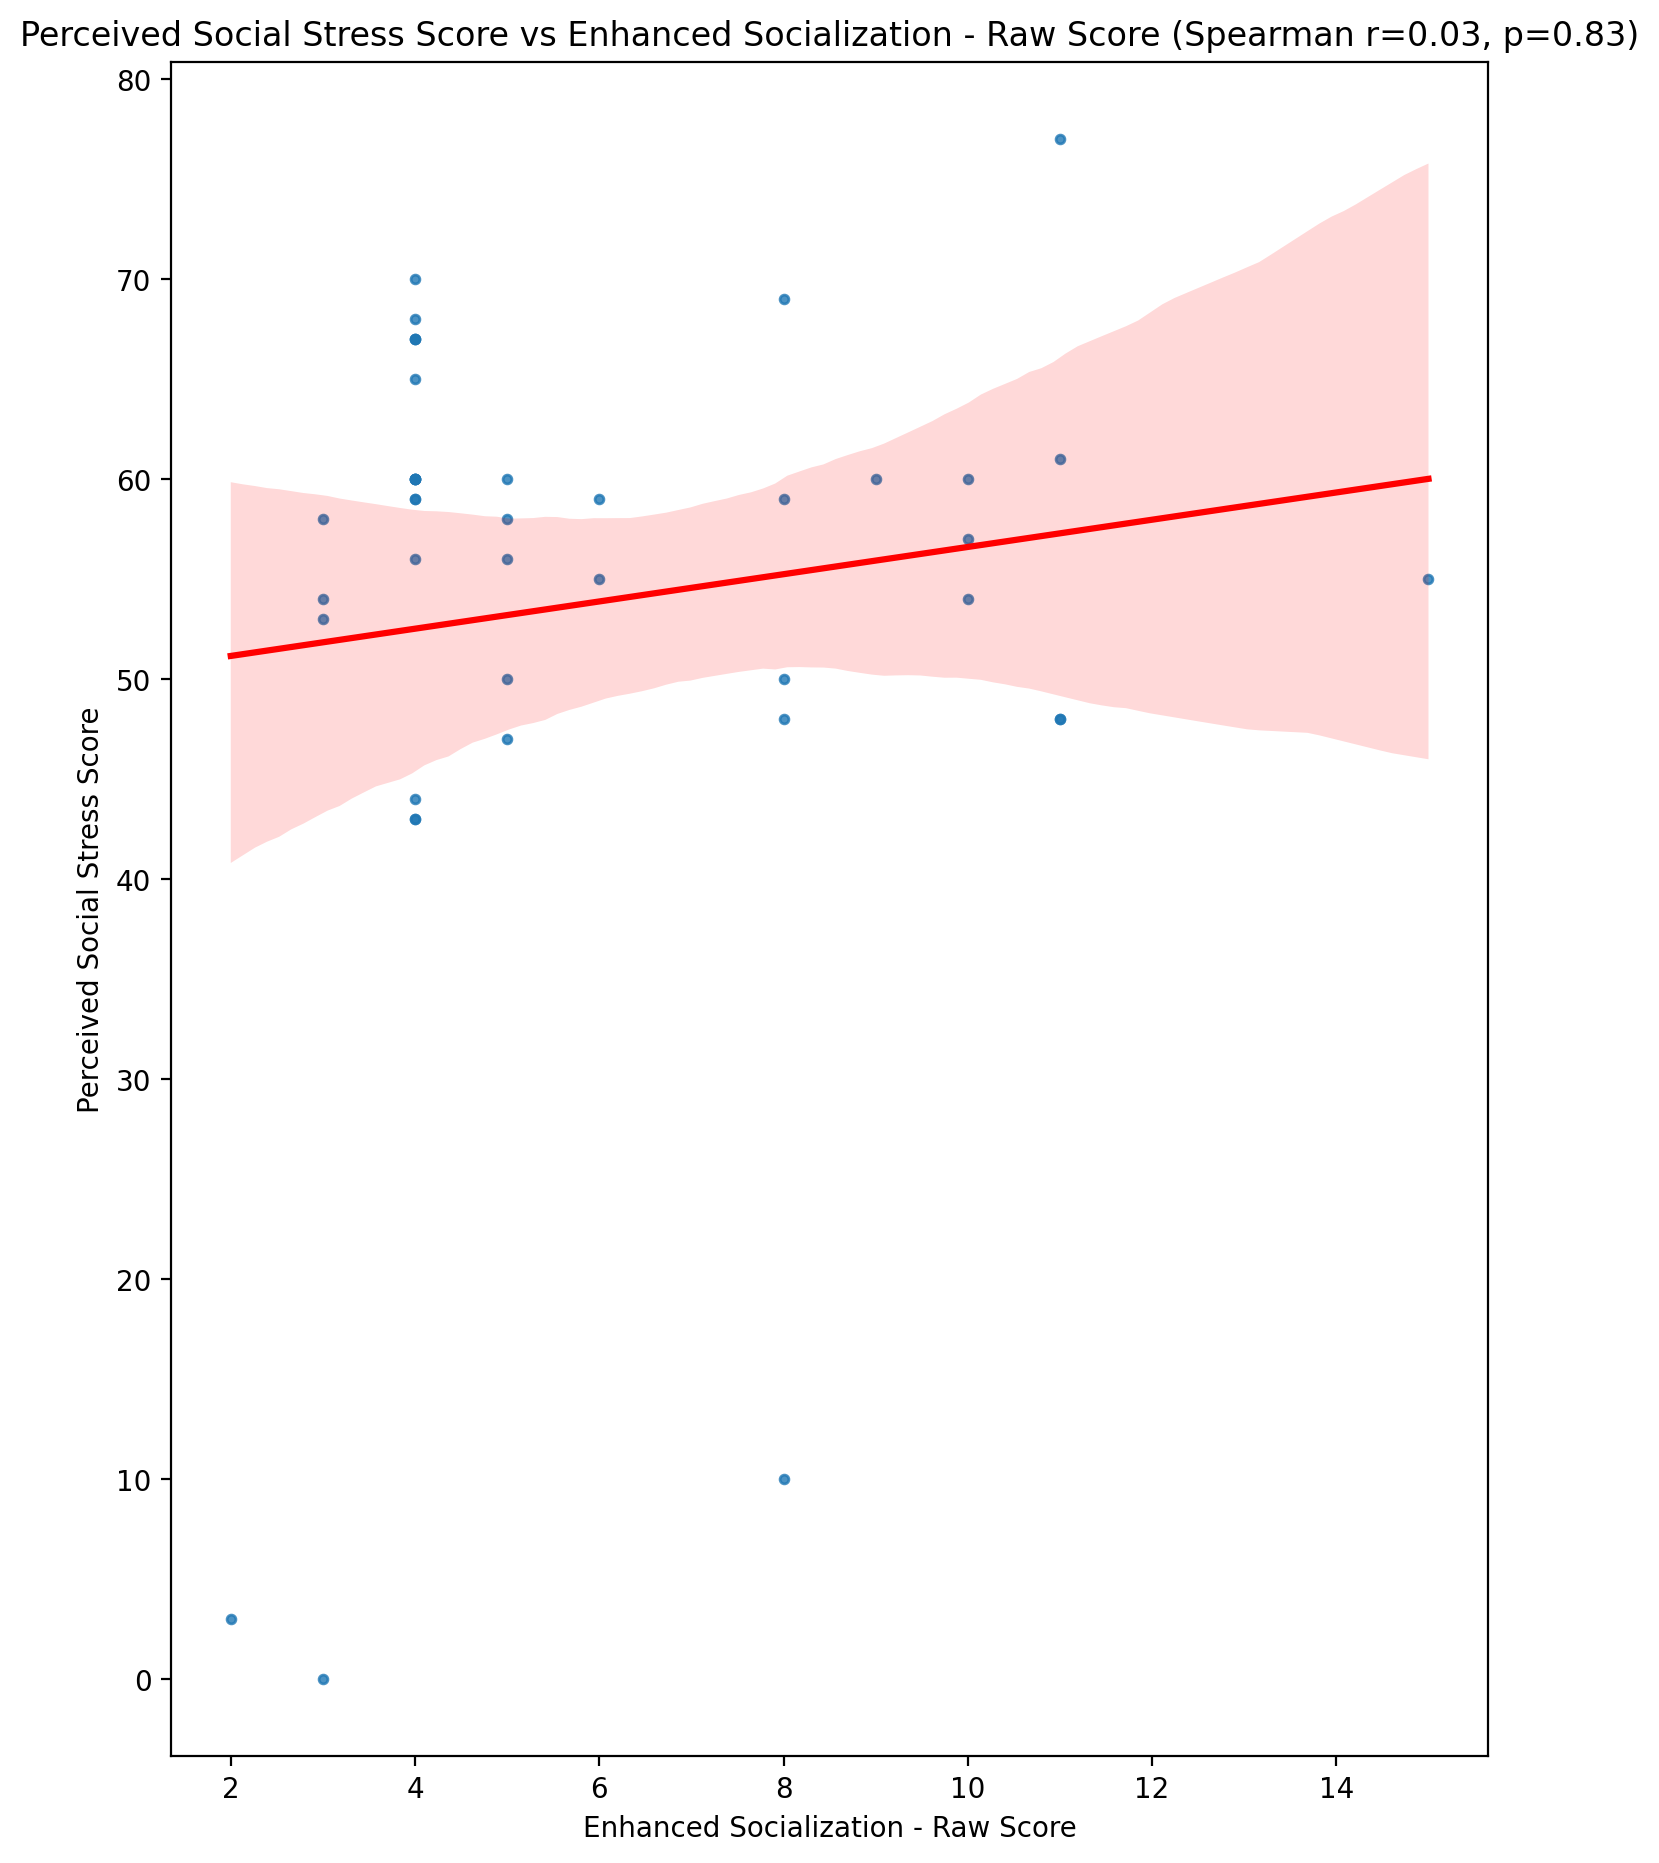 Perceived Social Stress Score vs Enhanced Socialization - Raw Score (Spearman r=0.03, p=0.83)
80
70
60
50
40
30
20
10
0
Perceived Social Stress Score
2 4 6 8 10 12 14
Enhanced Socialization - Raw Score